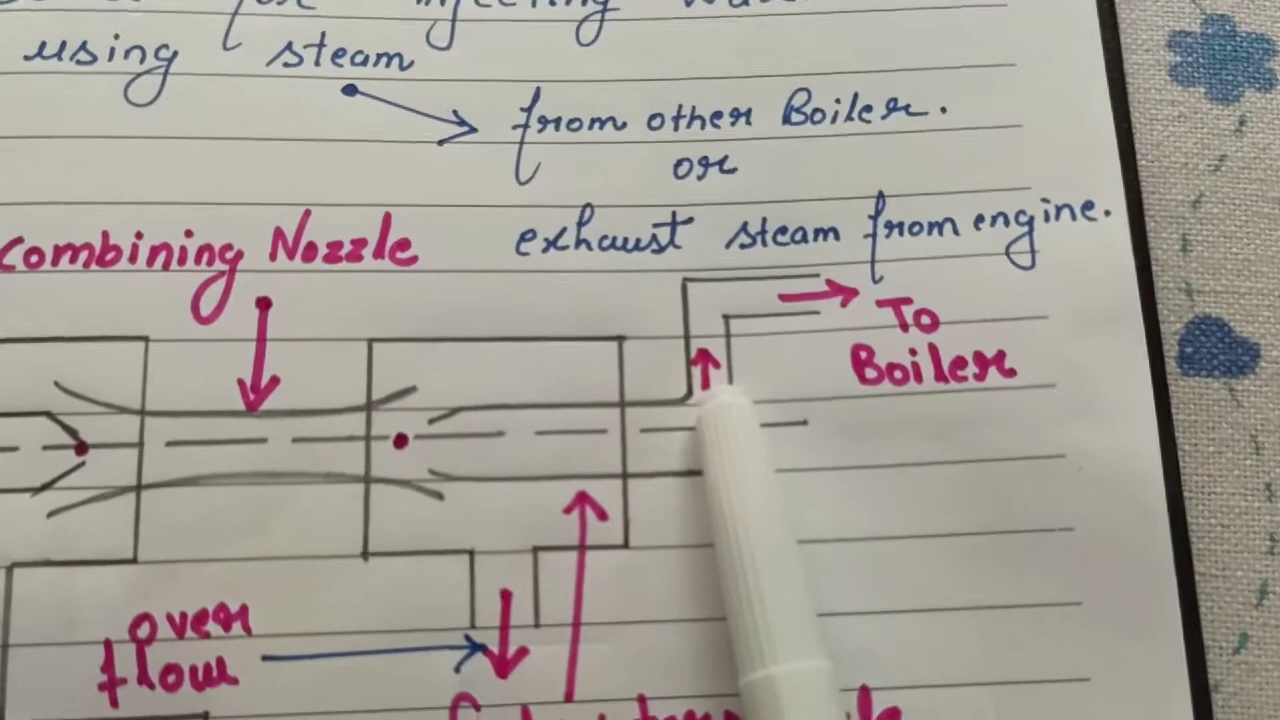 using steam
from other Boiler.
or
exhaust steam from engine.
Combining Nozzle
To
Boiler
over
flow